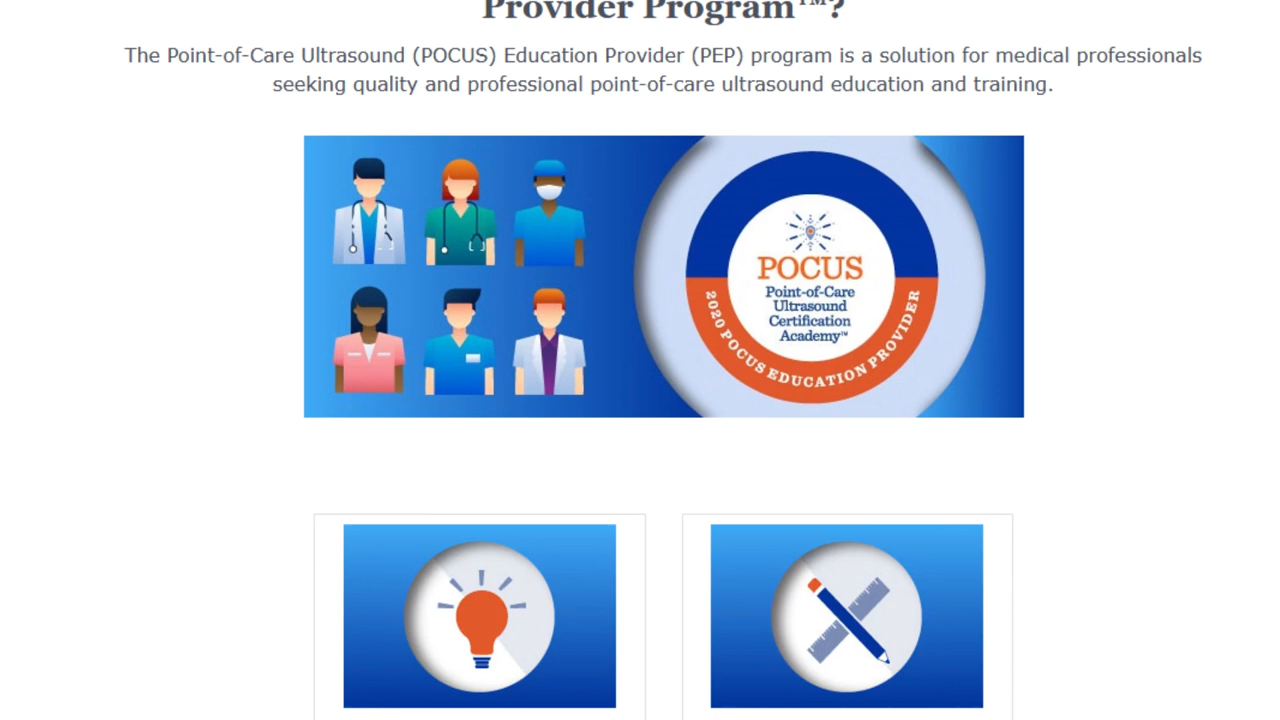 Provider Program™?
The Point-of-Care Ultrasound (POCUS) Education Provider (PEP) program is a solution for medical professionals
seeking quality and professional point-of-care ultrasound education and training.
POCUS
Point-of-Care
Ultrasound
Certification
Academy™
2020 POCUS EDUCATION PROVIDER